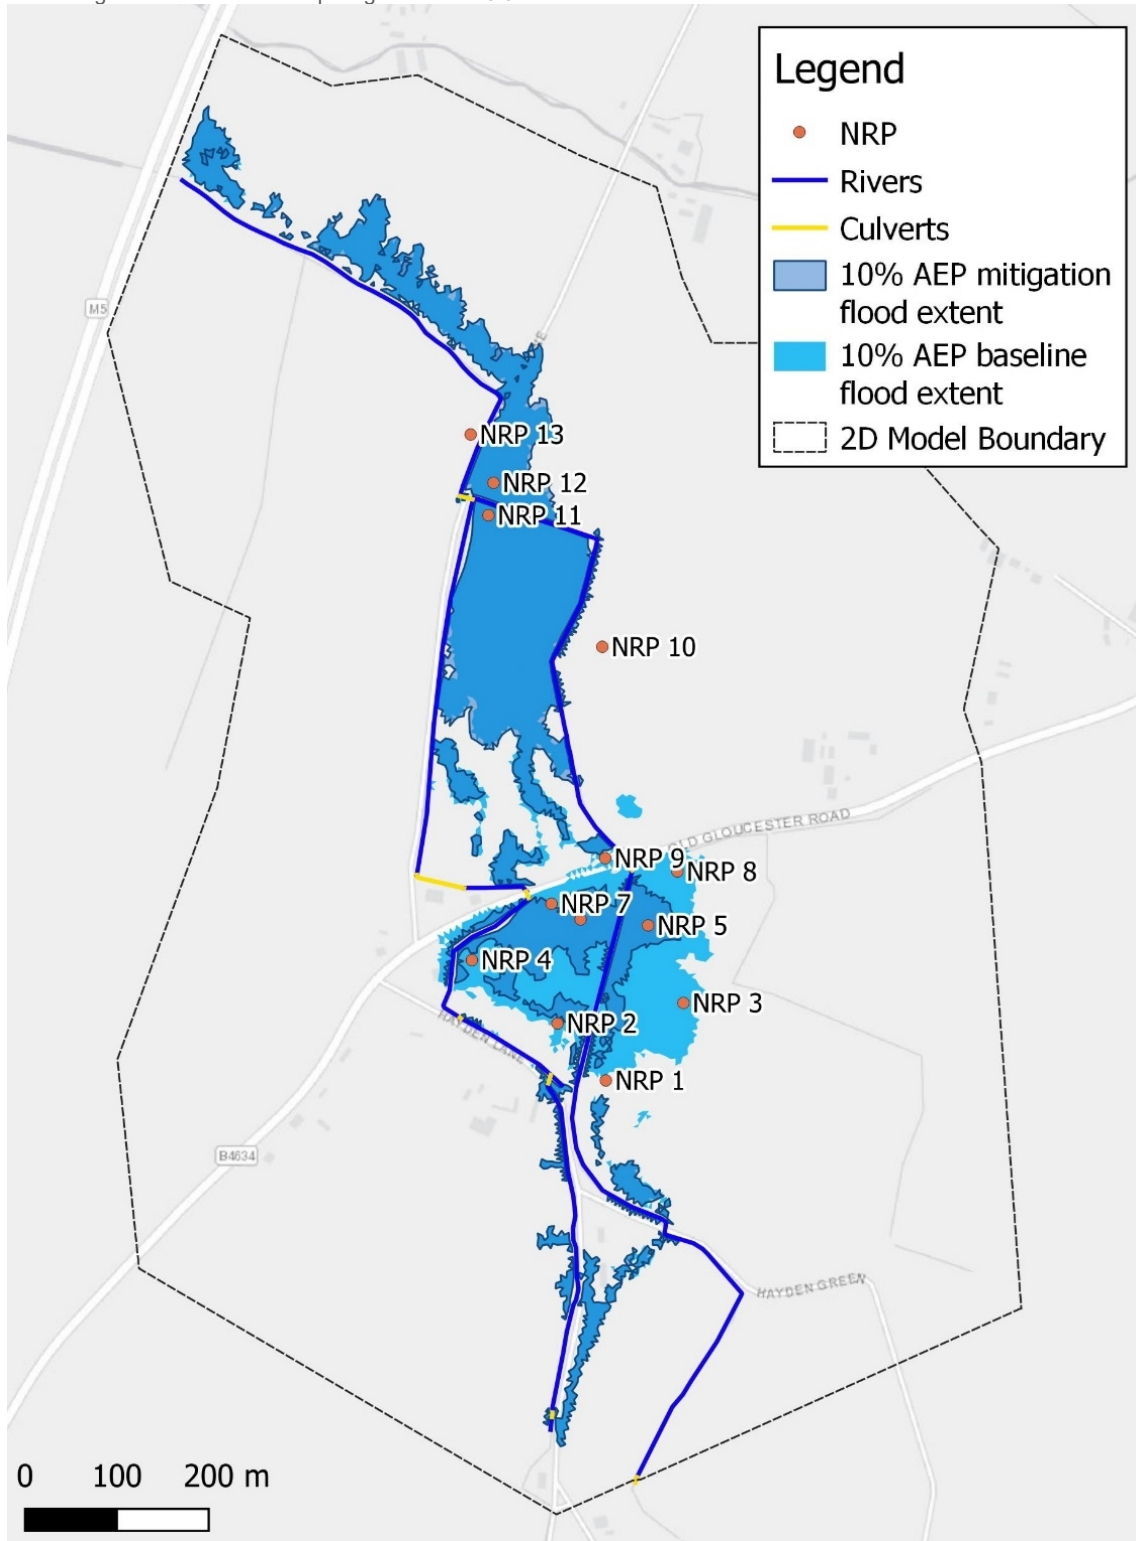 Legend
NRP
Rivers
Culverts
10% AEP mitigation
flood extent
10% AEP baseline
flood extent
2D Model Boundary
M5
NRP 13
NRP 12
NRP 11
NRP 10
OLD GLOUCESTER ROAD
NRP 9
NRP 8
NRP 7
NRP 5
NRP 4
NRP 3
NRP 2
HAYDEN LANE
NRP 1
B4634
HAYDEN GREEN
0 100 200 m